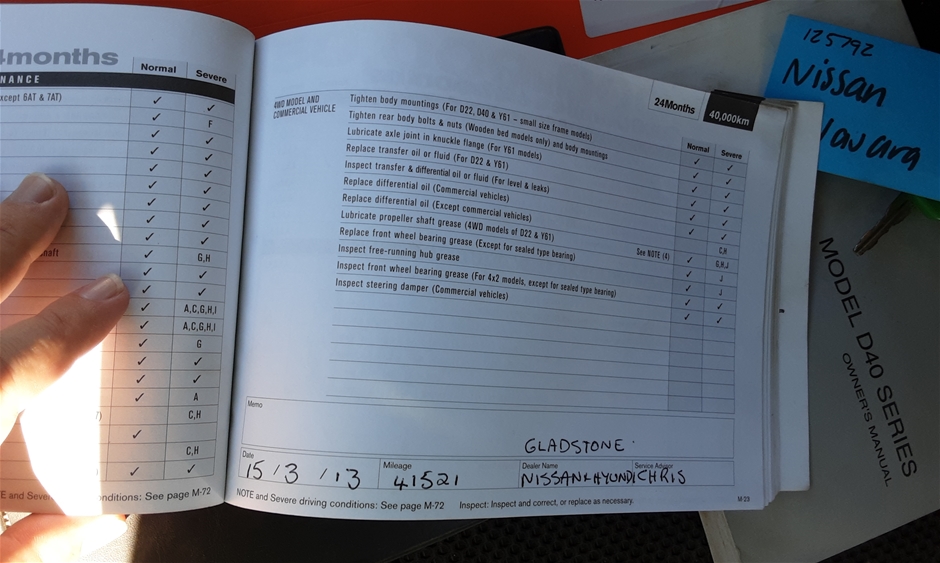 4months
Normal Severe
NANCE
xcept 6AT & 7AT)
F
haft
G,H
A,C,G,H,I
A,C,G,H,I
G
A
C,H
C,H
E and Severe onditions: See page M-72
24Months 40,000km
Normal Severe
4WD MODEL AND
COMMERCIAL VEHICLE
Tighten body mountings (For D22, D40 & Y61 – small size frame models)
Tighten rear body bolts & nuts (Wooden bed models only) and body mountings
Lubricate axle joint in knuckle flange (For Y61 models)
Replace transfer oil or fluid (For D22 & Y61)
Inspect transfer & differential oil or fluid (For level & leaks)
Replace differential oil (Commercial vehicles)
Replace differential oil (Except commercial vehicles)
Lubricate propeller shaft grease (4WD models of D22 & Y61)
Replace front wheel bearing grease (Except for sealed type bearing) See NOTE (4)
Inspect free-running hub grease
Inspect front wheel bearing grease (For 4x2 models, except for sealed type bearing)
Inspect steering damper (Commercial vehicles)
C,H
G,H,J
J
J
Memo
GLADSTONE.
Date
15/3/13
Mileage
41521
Dealer Name Service Advisor
NISSAN & HYUNDI CHRIS
NOTE and Severe driving conditions: See page M-72 Inspect: Inspect and correct, or replace as necessary.
M-23
125792
Nissan
avara
MODEL D40 SERIES
OWNER'S MANUAL